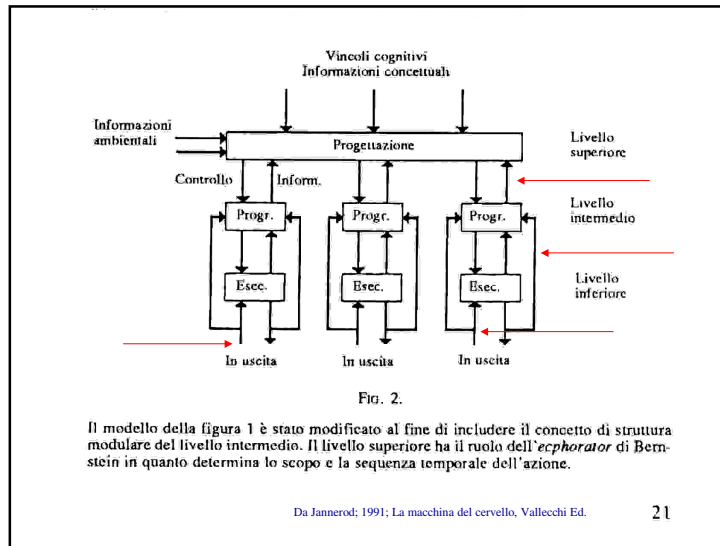 Vincoli cognitivi
Informazioni concettuali
Informazioni
ambientali
Progettazione
Livello
superiore
Controllo
Inform.
Progr.
Progr.
Progr.
Livello
intermedio
Esec.
Esec.
Esec.
Livello
inferiore
In uscita
In uscita
In uscita
FIG. 2.
Il modello della figura 1 è stato modificato al fine di includere il concetto di struttura
modulare del livello intermedio. Il livello superiore ha il ruolo dell'ecphorator di Bern-
stein in quanto determina lo scopo e la sequenza temporale dell'azione.
Da Jannerod; 1991; La macchina del cervello, Vallecchi Ed.
21